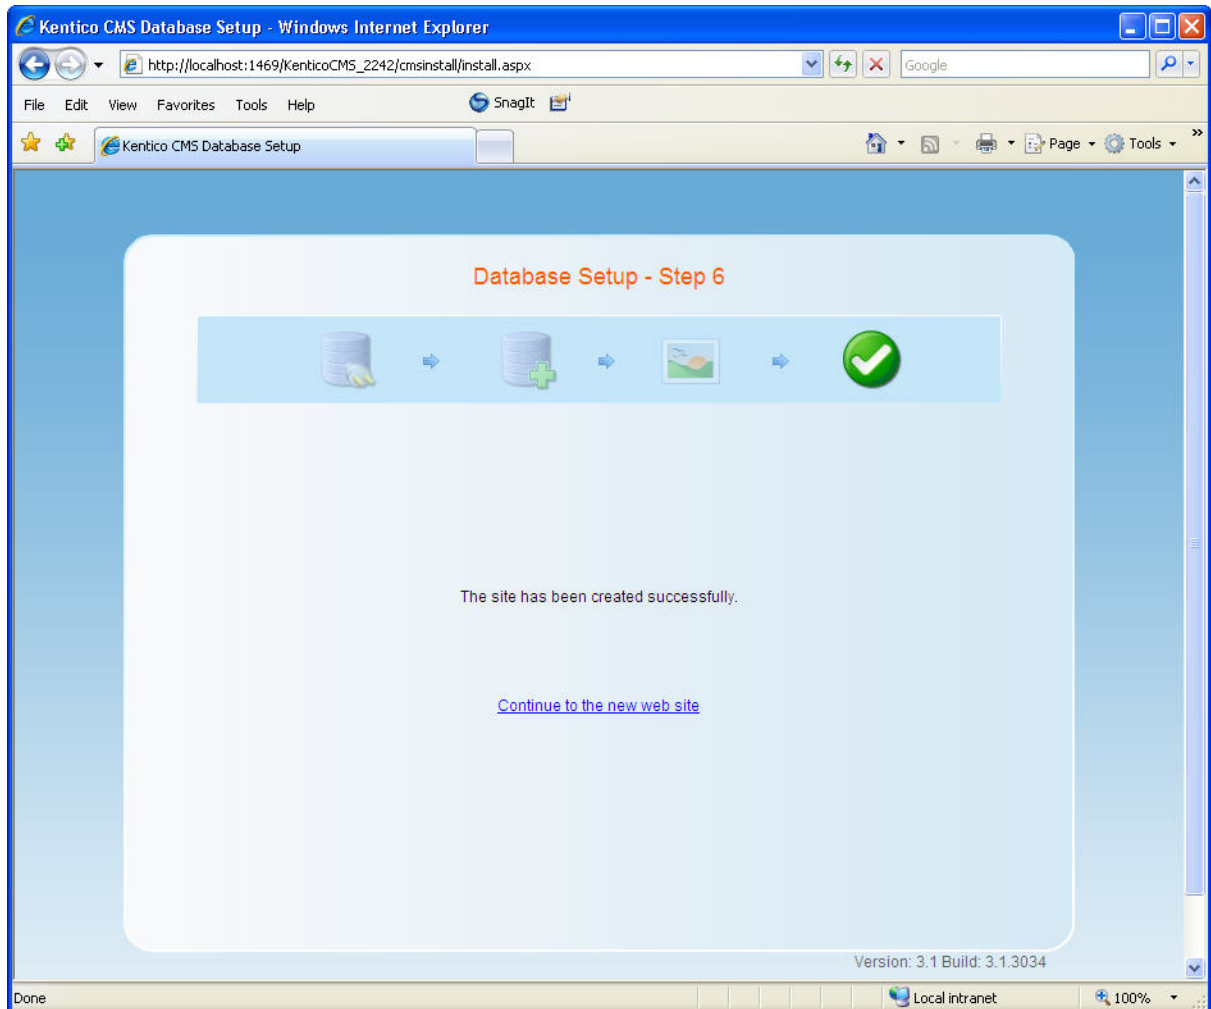 Kentico CMS Database Setup - Windows Internet Explorer
http://localhost:1469/KenticoCMS_2242/cmsinstall/install.aspx
Google
File Edit View Favorites Tools Help
SnagIt
Kentico CMS Database Setup
Page
Tools
Database Setup - Step 6
The site has been created successfully.
Continue to the new web site
Version: 3.1 Build: 3.1.3034
Done
Local intranet
100%